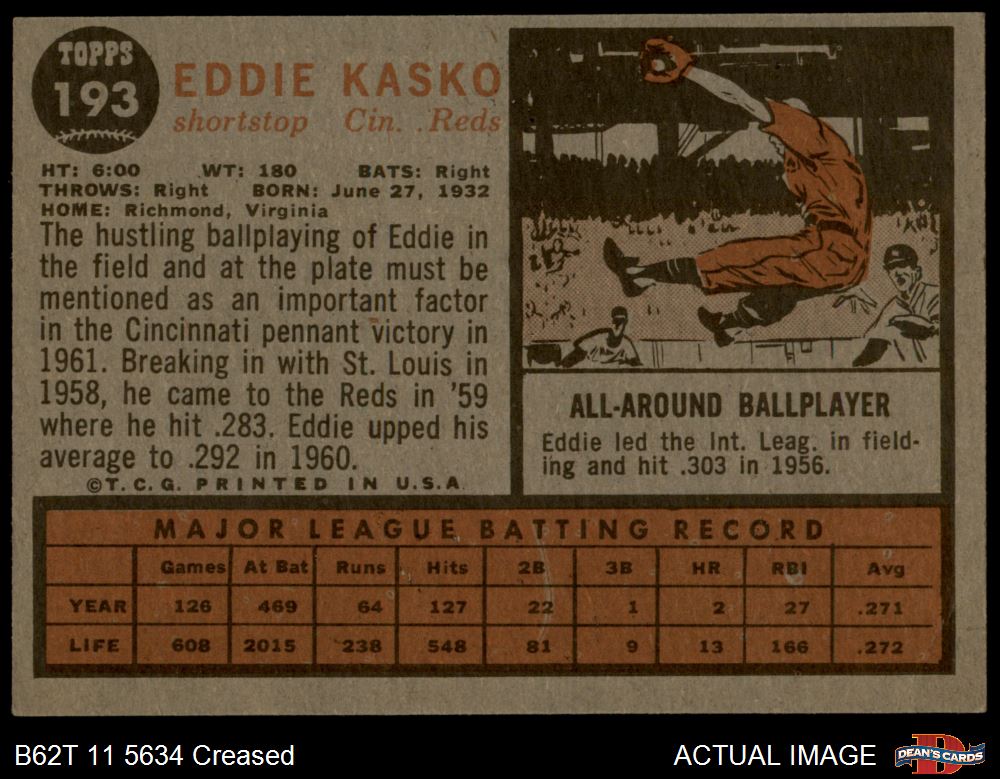 TOPPS
193
EDDIE KASKO
shortstop Cin. Reds
HT: 6:00 WT: 180 BATS: Right
THROWS: Right BORN: June 27, 1932
HOME: Richmond, Virginia
The hustling ballplaying of Eddie in
the field and at the plate must be
mentioned as an important factor
in the Cincinnati pennant victory in
1961. Breaking in with St. Louis in
1958, he came to the Reds in '59
where he hit .283. Eddie upped his
average to .292 in 1960.
©T. C. G. PRINTED IN U.S.A.
ALL-AROUND BALLPLAYER
Eddie led the Int. Leag. in field-
ing and hit .303 in 1956.
MAJOR LEAGUE BATTING RECORD
Games At Bat Runs Hits 2B 3B HR RBI Avg
YEAR 126 469 64 127 22 1 2 27 .271
LIFE 608 2015 238 548 81 9 13 166 .272
B62T 11 5634 Creased
ACTUAL IMAGE
DEAN'S CARDS